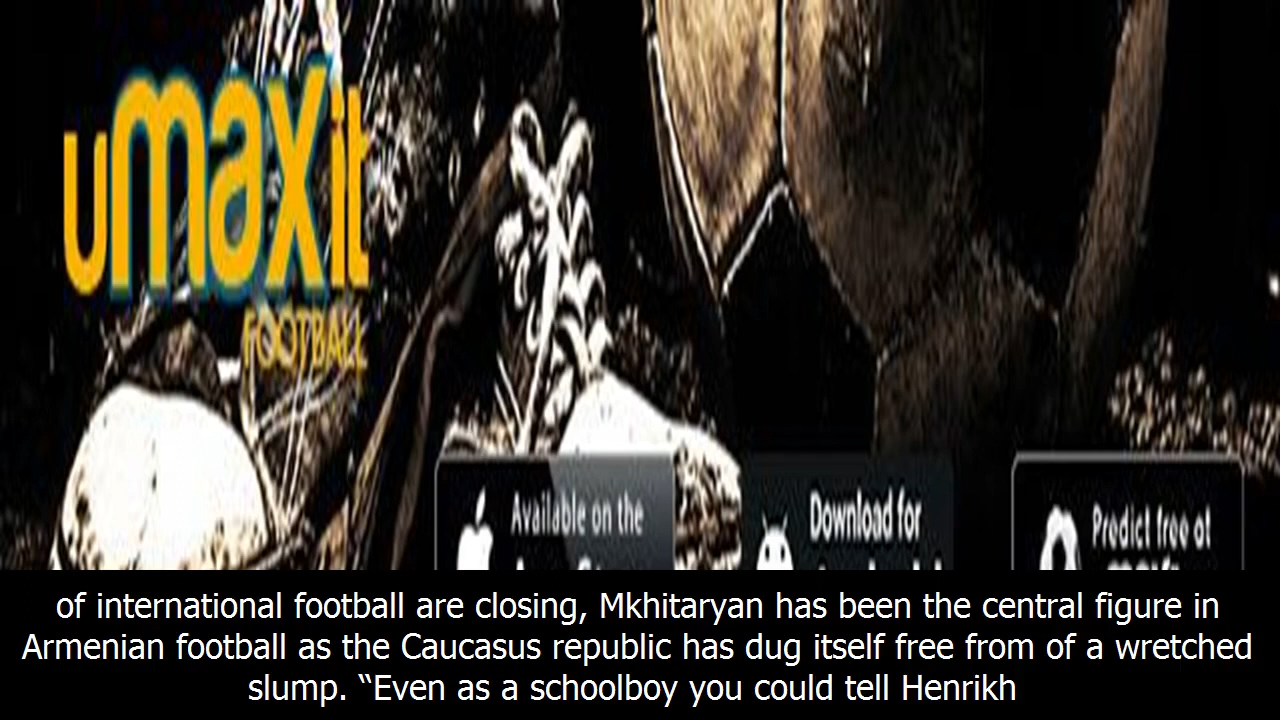 umaxit
FOOTBALL
Available on the
Download for
Predict free at
of international football are closing, Mkhitaryan has been the central figure in
Armenian football as the Caucasus republic has dug itself free from of a wretched
slump. “Even as a schoolboy you could tell Henrikh